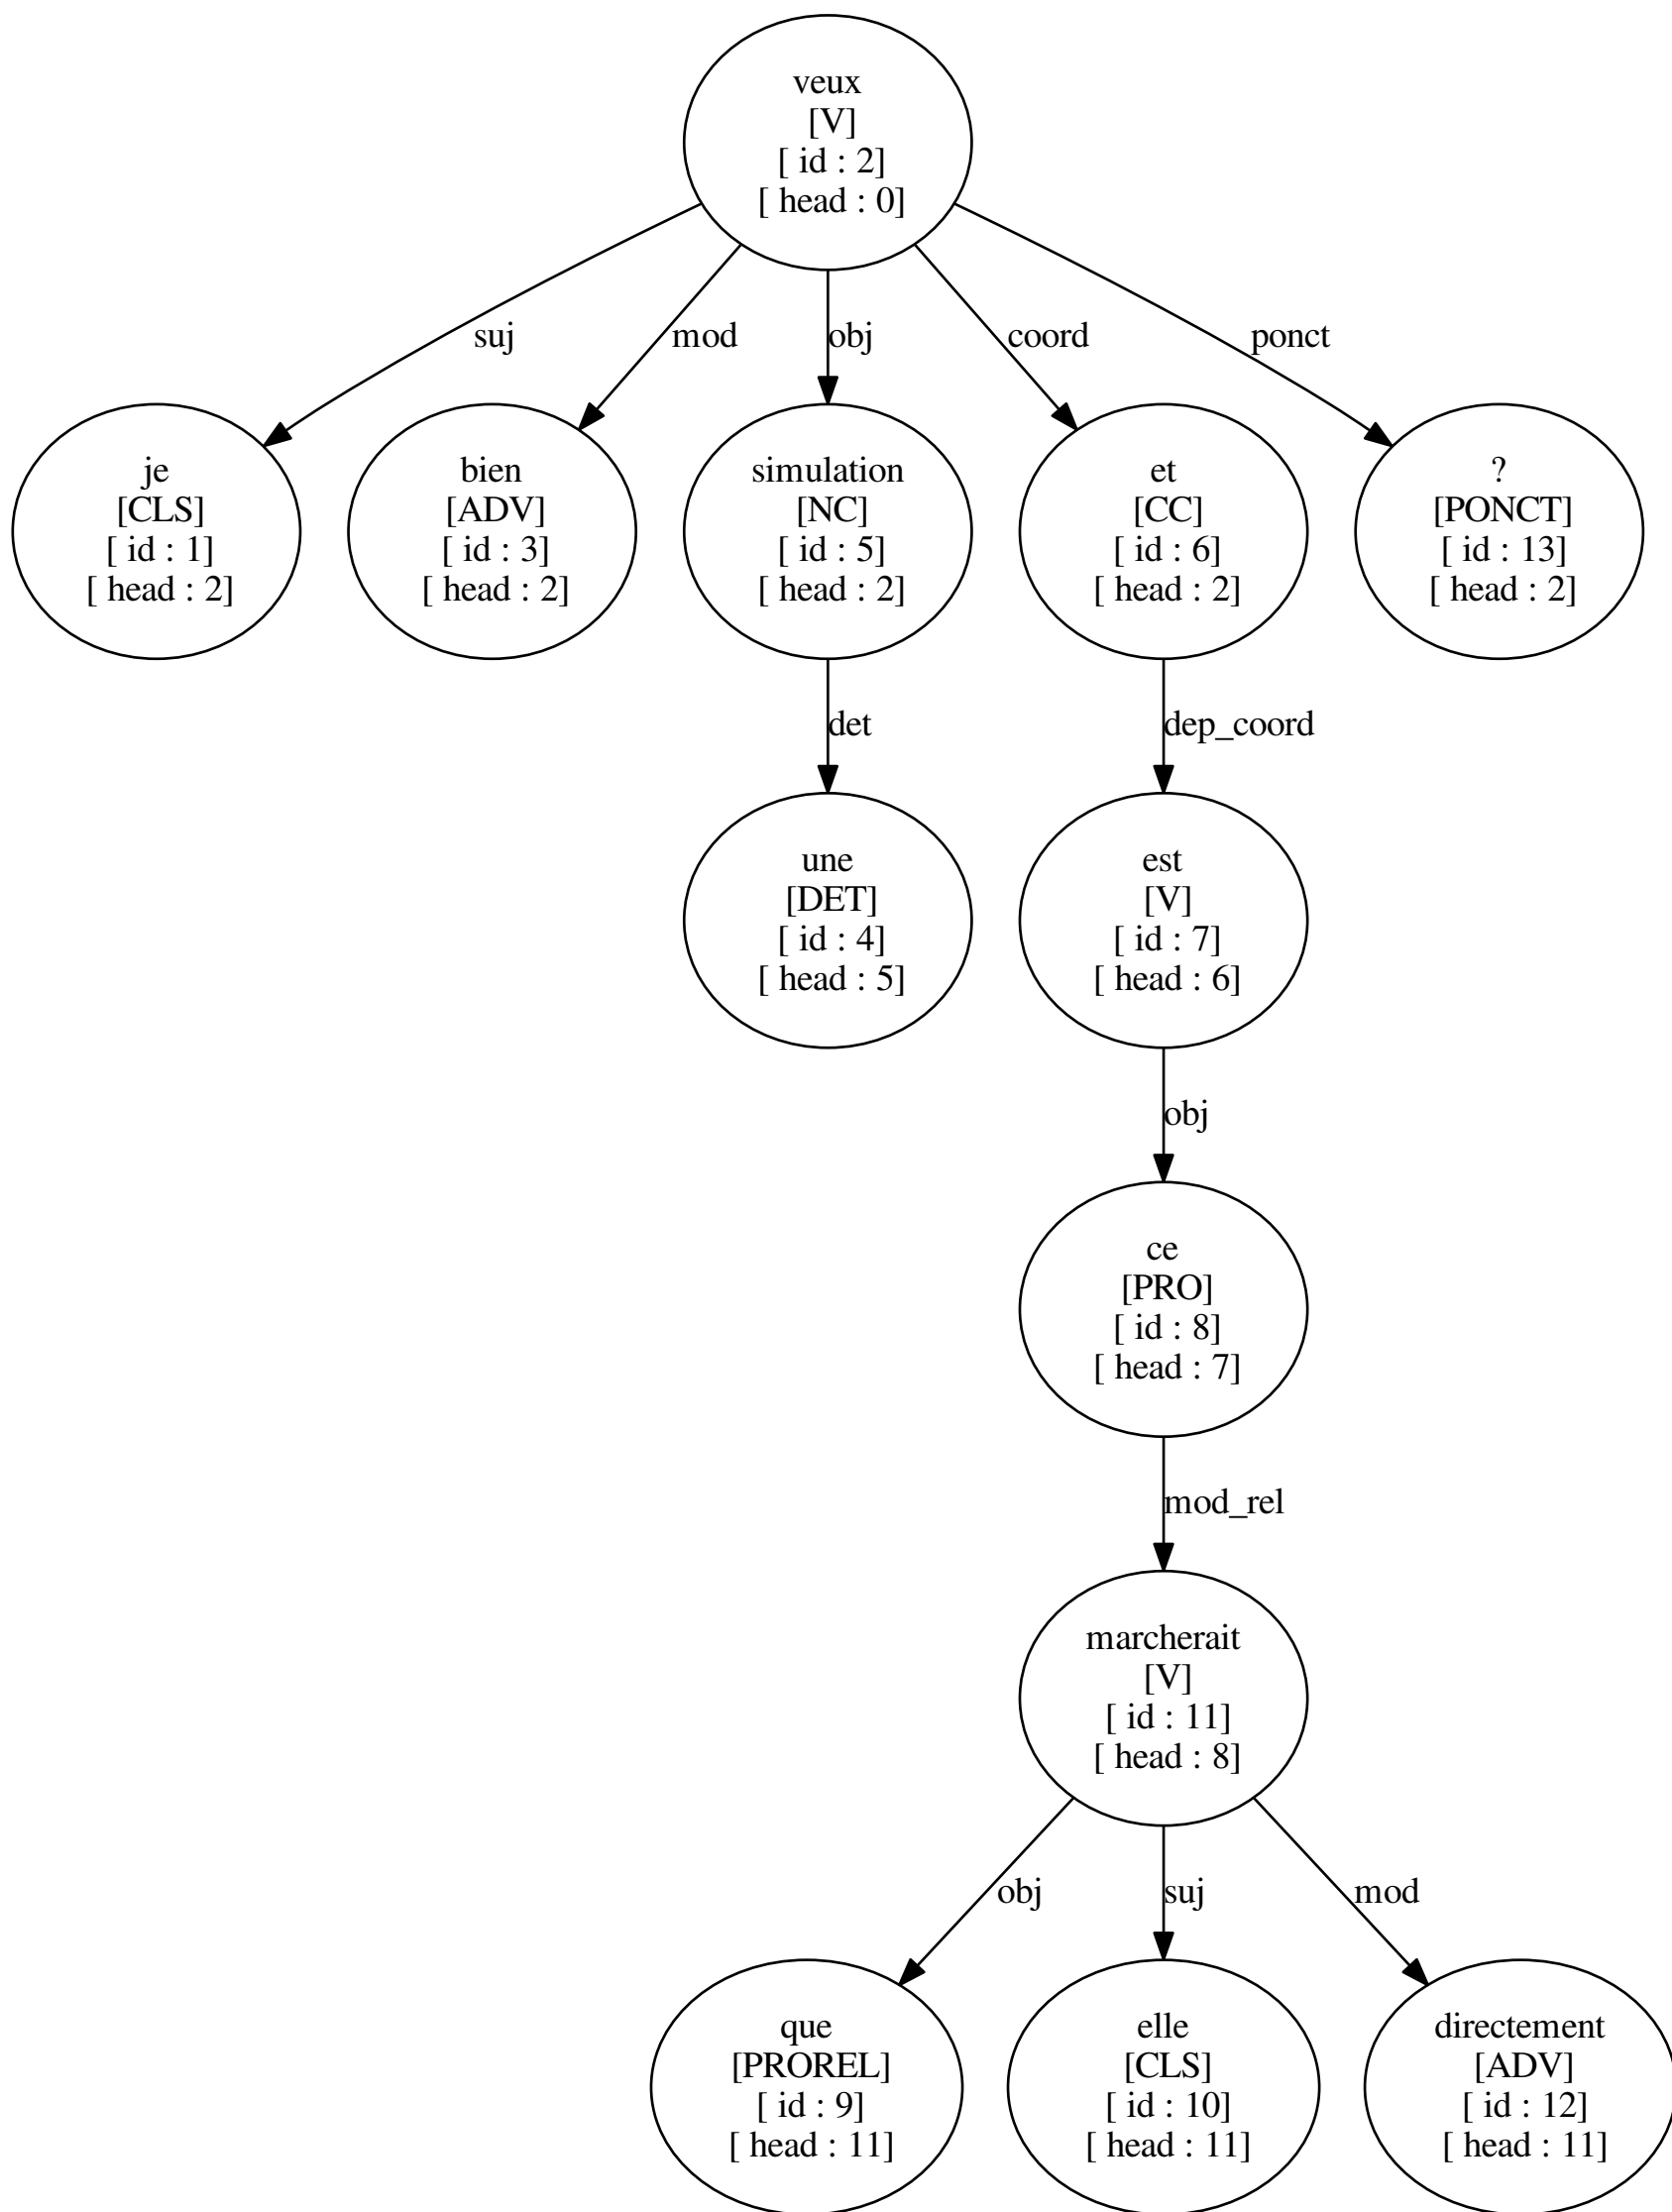 veux
[V]
[ id : 2]
[ head : 0]
suj
mod
obj
coord
ponct
je
[CLS]
[ id : 1]
[ head : 2]
bien
[ADV]
[ id : 3]
[ head : 2]
simulation
[NC]
[ id : 5]
[ head : 2]
et
[CC]
[ id : 6]
[ head : 2]
?
[PONCT]
[ id : 13]
[ head : 2]
det
dep_coord
une
[DET]
[ id : 4]
[ head : 5]
est
[V]
[ id : 7]
[ head : 6]
obj
ce
[PRO]
[ id : 8]
[ head : 7]
mod_rel
marcherait
[V]
[ id : 11]
[ head : 8]
obj
suj
mod
que
[PROREL]
[ id : 9]
[ head : 11]
elle
[CLS]
[ id : 10]
[ head : 11]
directement
[ADV]
[ id : 12]
[ head : 11]